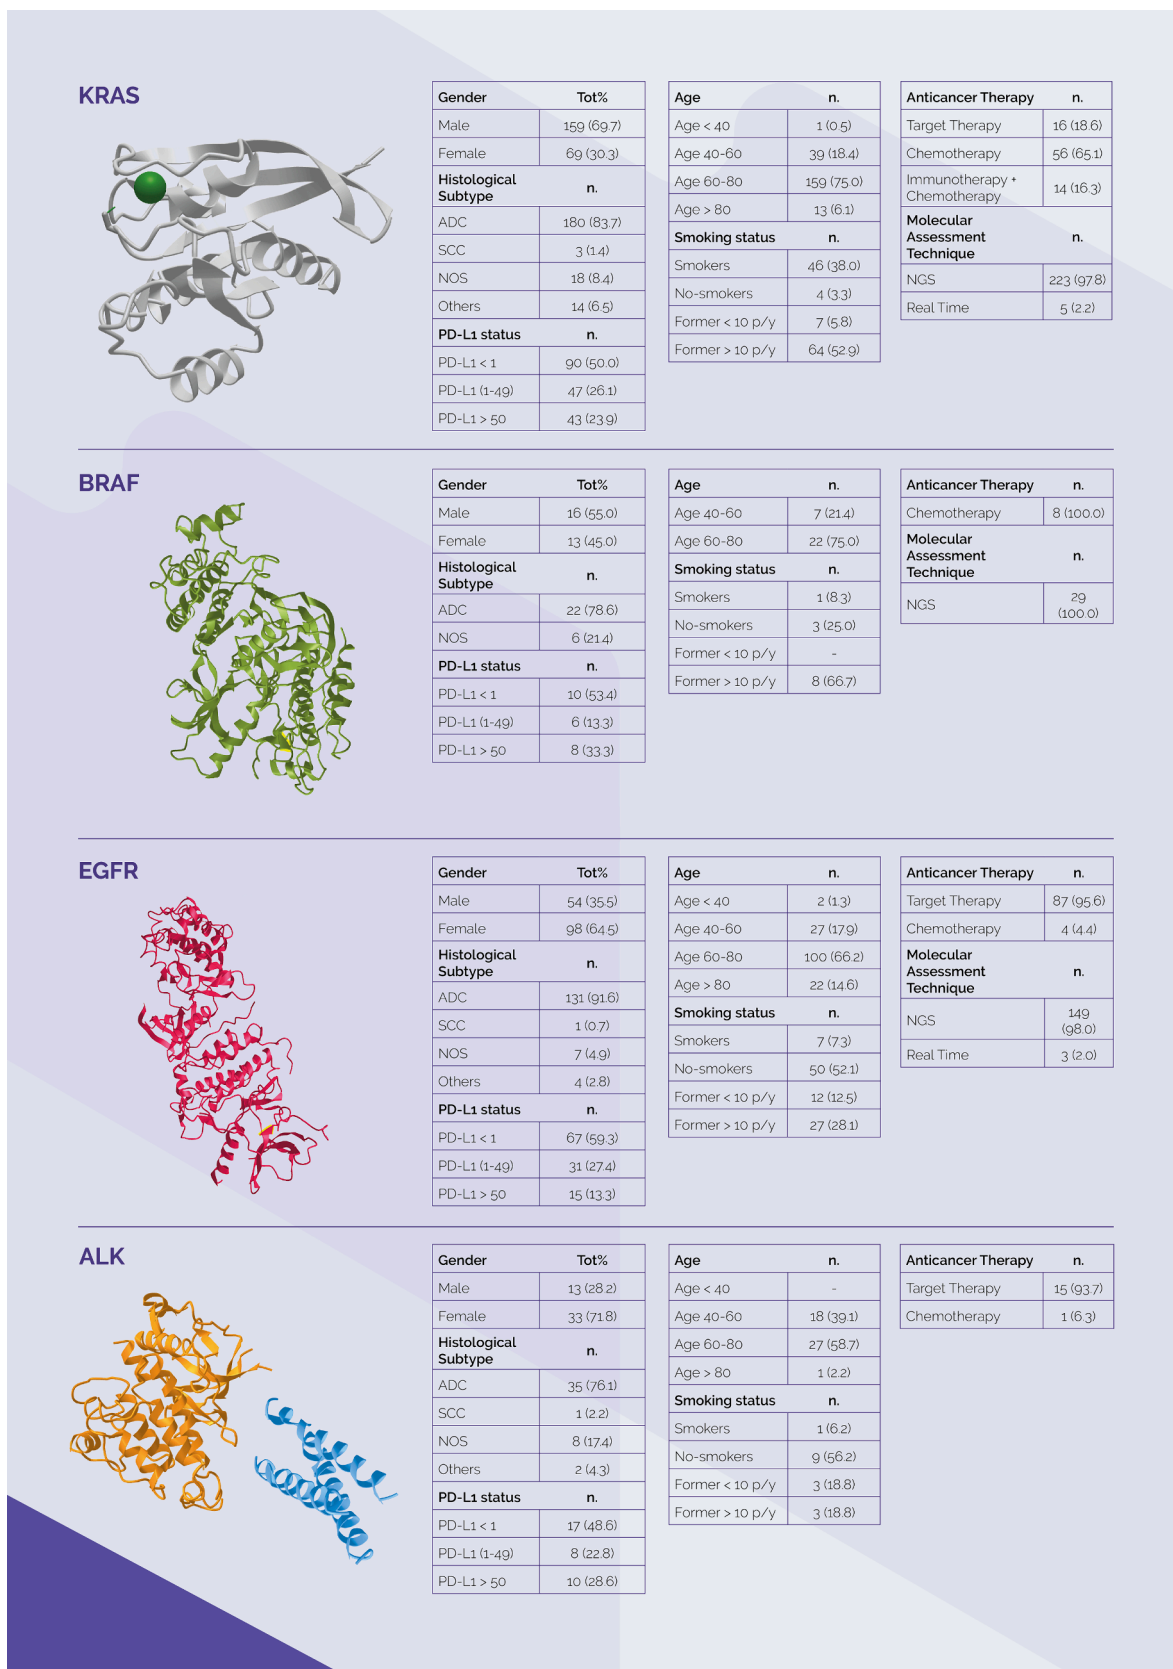 KRAS
Gender Tot%
Male 159 (69.7)
Female 69 (30.3)
Histological
Subtype n.
ADC 180 (83.7)
SCC 3 (1.4)
NOS 18 (8.4)
Others 14 (6.5)
PD-L1 status n.
PD-L1 < 1 90 (50.0)
PD-L1 (1-49) 47 (26.1)
PD-L1 > 50 43 (23.9)
Age n.
Age < 40 1 (0.5)
Age 40-60 39 (18.4)
Age 60-80 159 (75.0)
Age > 80 13 (6.1)
Smoking status n.
Smokers 46 (38.0)
No-smokers 4 (3.3)
Former < 10 p/y 7 (5.8)
Former > 10 p/y 64 (52.9)
Anticancer Therapy n.
Target Therapy 16 (18.6)
Chemotherapy 56 (65.1)
Immunotherapy +
Chemotherapy 14 (16.3)
Molecular
Assessment
Technique n.
NGS 223 (97.8)
Real Time 5 (2.2)
BRAF
Gender Tot%
Male 16 (55.0)
Female 13 (45.0)
Histological
Subtype n.
ADC 22 (78.6)
NOS 6 (21.4)
PD-L1 status n.
PD-L1 < 1 10 (53.4)
PD-L1 (1-49) 6 (13.3)
PD-L1 > 50 8 (33.3)
Age n.
Age 40-60 7 (21.4)
Age 60-80 22 (75.0)
Smoking status n.
Smokers 1 (8.3)
No-smokers 3 (25.0)
Former < 10 p/y -
Former > 10 p/y 8 (66.7)
Anticancer Therapy n.
Chemotherapy 8 (100.0)
Molecular
Assessment
Technique n.
NGS 29
(100.0)
EGFR
Gender Tot%
Male 54 (35.5)
Female 98 (64.5)
Histological
Subtype n.
ADC 131 (91.6)
SCC 1 (0.7)
NOS 7 (4.9)
Others 4 (2.8)
PD-L1 status n.
PD-L1 < 1 67 (59.3)
PD-L1 (1-49) 31 (27.4)
PD-L1 > 50 15 (13.3)
Age n.
Age < 40 2 (1.3)
Age 40-60 27 (17.9)
Age 60-80 100 (66.2)
Age > 80 22 (14.6)
Smoking status n.
Smokers 7 (7.3)
No-smokers 50 (52.1)
Former < 10 p/y 12 (12.5)
Former > 10 p/y 27 (28.1)
Anticancer Therapy n.
Target Therapy 87 (95.6)
Chemotherapy 4 (4.4)
Molecular
Assessment
Technique n.
NGS 149
(98.0)
Real Time 3 (2.0)
ALK
Gender Tot%
Male 13 (28.2)
Female 33 (71.8)
Histological
Subtype n.
ADC 35 (76.1)
SCC 1 (2.2)
NOS 8 (17.4)
Others 2 (4.3)
PD-L1 status n.
PD-L1 < 1 17 (48.6)
PD-L1 (1-49) 8 (22.8)
PD-L1 > 50 10 (28.6)
Age n.
Age < 40 -
Age 40-60 18 (39.1)
Age 60-80 27 (58.7)
Age > 80 1 (2.2)
Smoking status n.
Smokers 1 (6.2)
No-smokers 9 (56.2)
Former < 10 p/y 3 (18.8)
Former > 10 p/y 3 (18.8)
Anticancer Therapy n.
Target Therapy 15 (93.7)
Chemotherapy 1 (6.3)